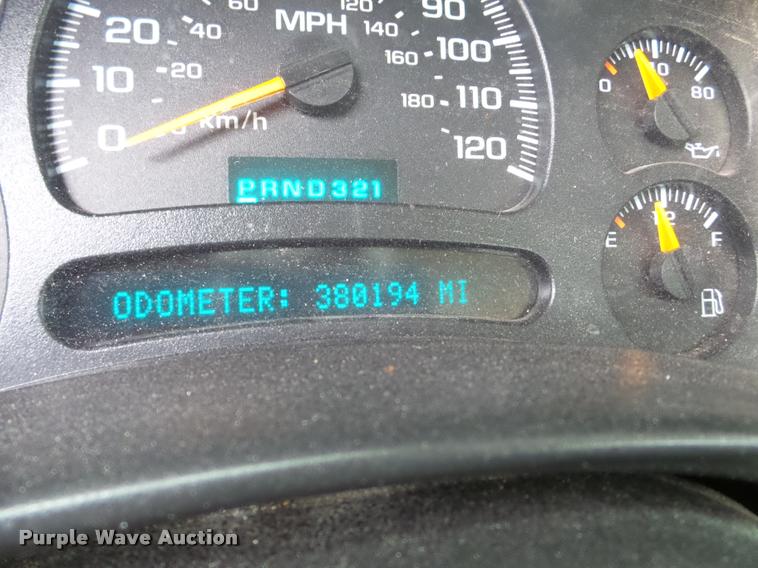 60 120 90
20 40 MPH 140 100
160
10 20 180 110
0 km/h 120
PRND321
0 40 80
E 1/2 F
ODOMETER: 380194 MI
Purple Wave Auction